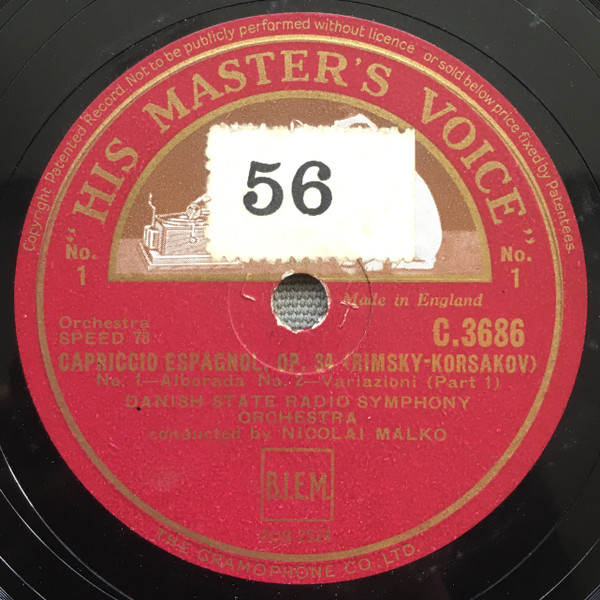 Copyright Patented Record. Not to be publicly performed without licence or sold below price fixed by Patentees.
"HIS MASTER'S VOICE"
56
No. 1
No. 1
Made in England
Orchestra
SPEED 78
C.3686
CAPRICCIO ESPAGNOL, OP. 34 (RIMSKY-KORSAKOV)
No. 1—Alborada No. 2—Variazioni (Part 1)
DANISH STATE RADIO SYMPHONY
ORCHESTRA
conducted by NICOLAI MALKO
B.I.E.M.
THE GRAMOPHONE CO. LTD.